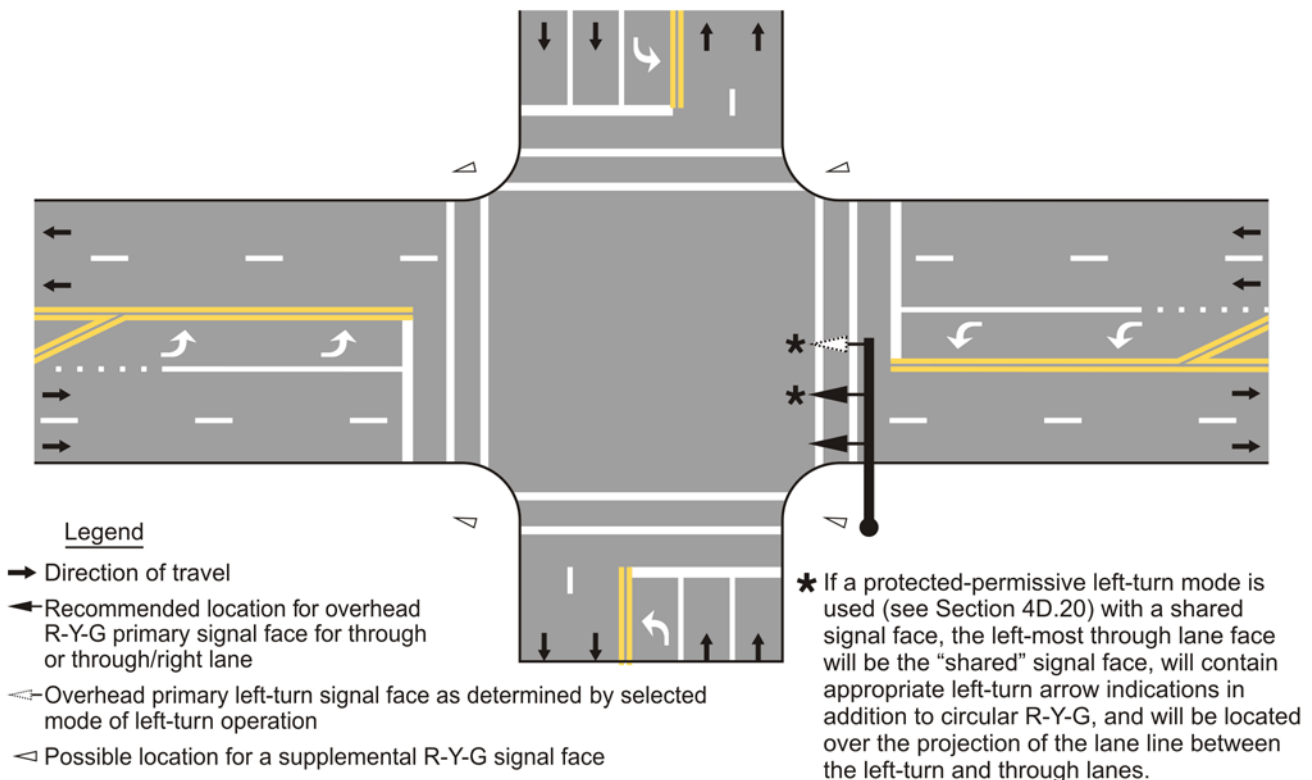 Legend
Direction of travel
Recommended location for overhead
R-Y-G primary signal face for through
or through/right lane
Overhead primary left-turn signal face as determined by selected
mode of left-turn operation
Possible location for a supplemental R-Y-G signal face
*
*
* If a protected-permissive left-turn mode is
used (see Section 4D.20) with a shared
signal face, the left-most through lane face
will be the “shared” signal face, will contain
appropriate left-turn arrow indications in
addition to circular R-Y-G, and will be located
over the projection of the lane line between
the left-turn and through lanes.